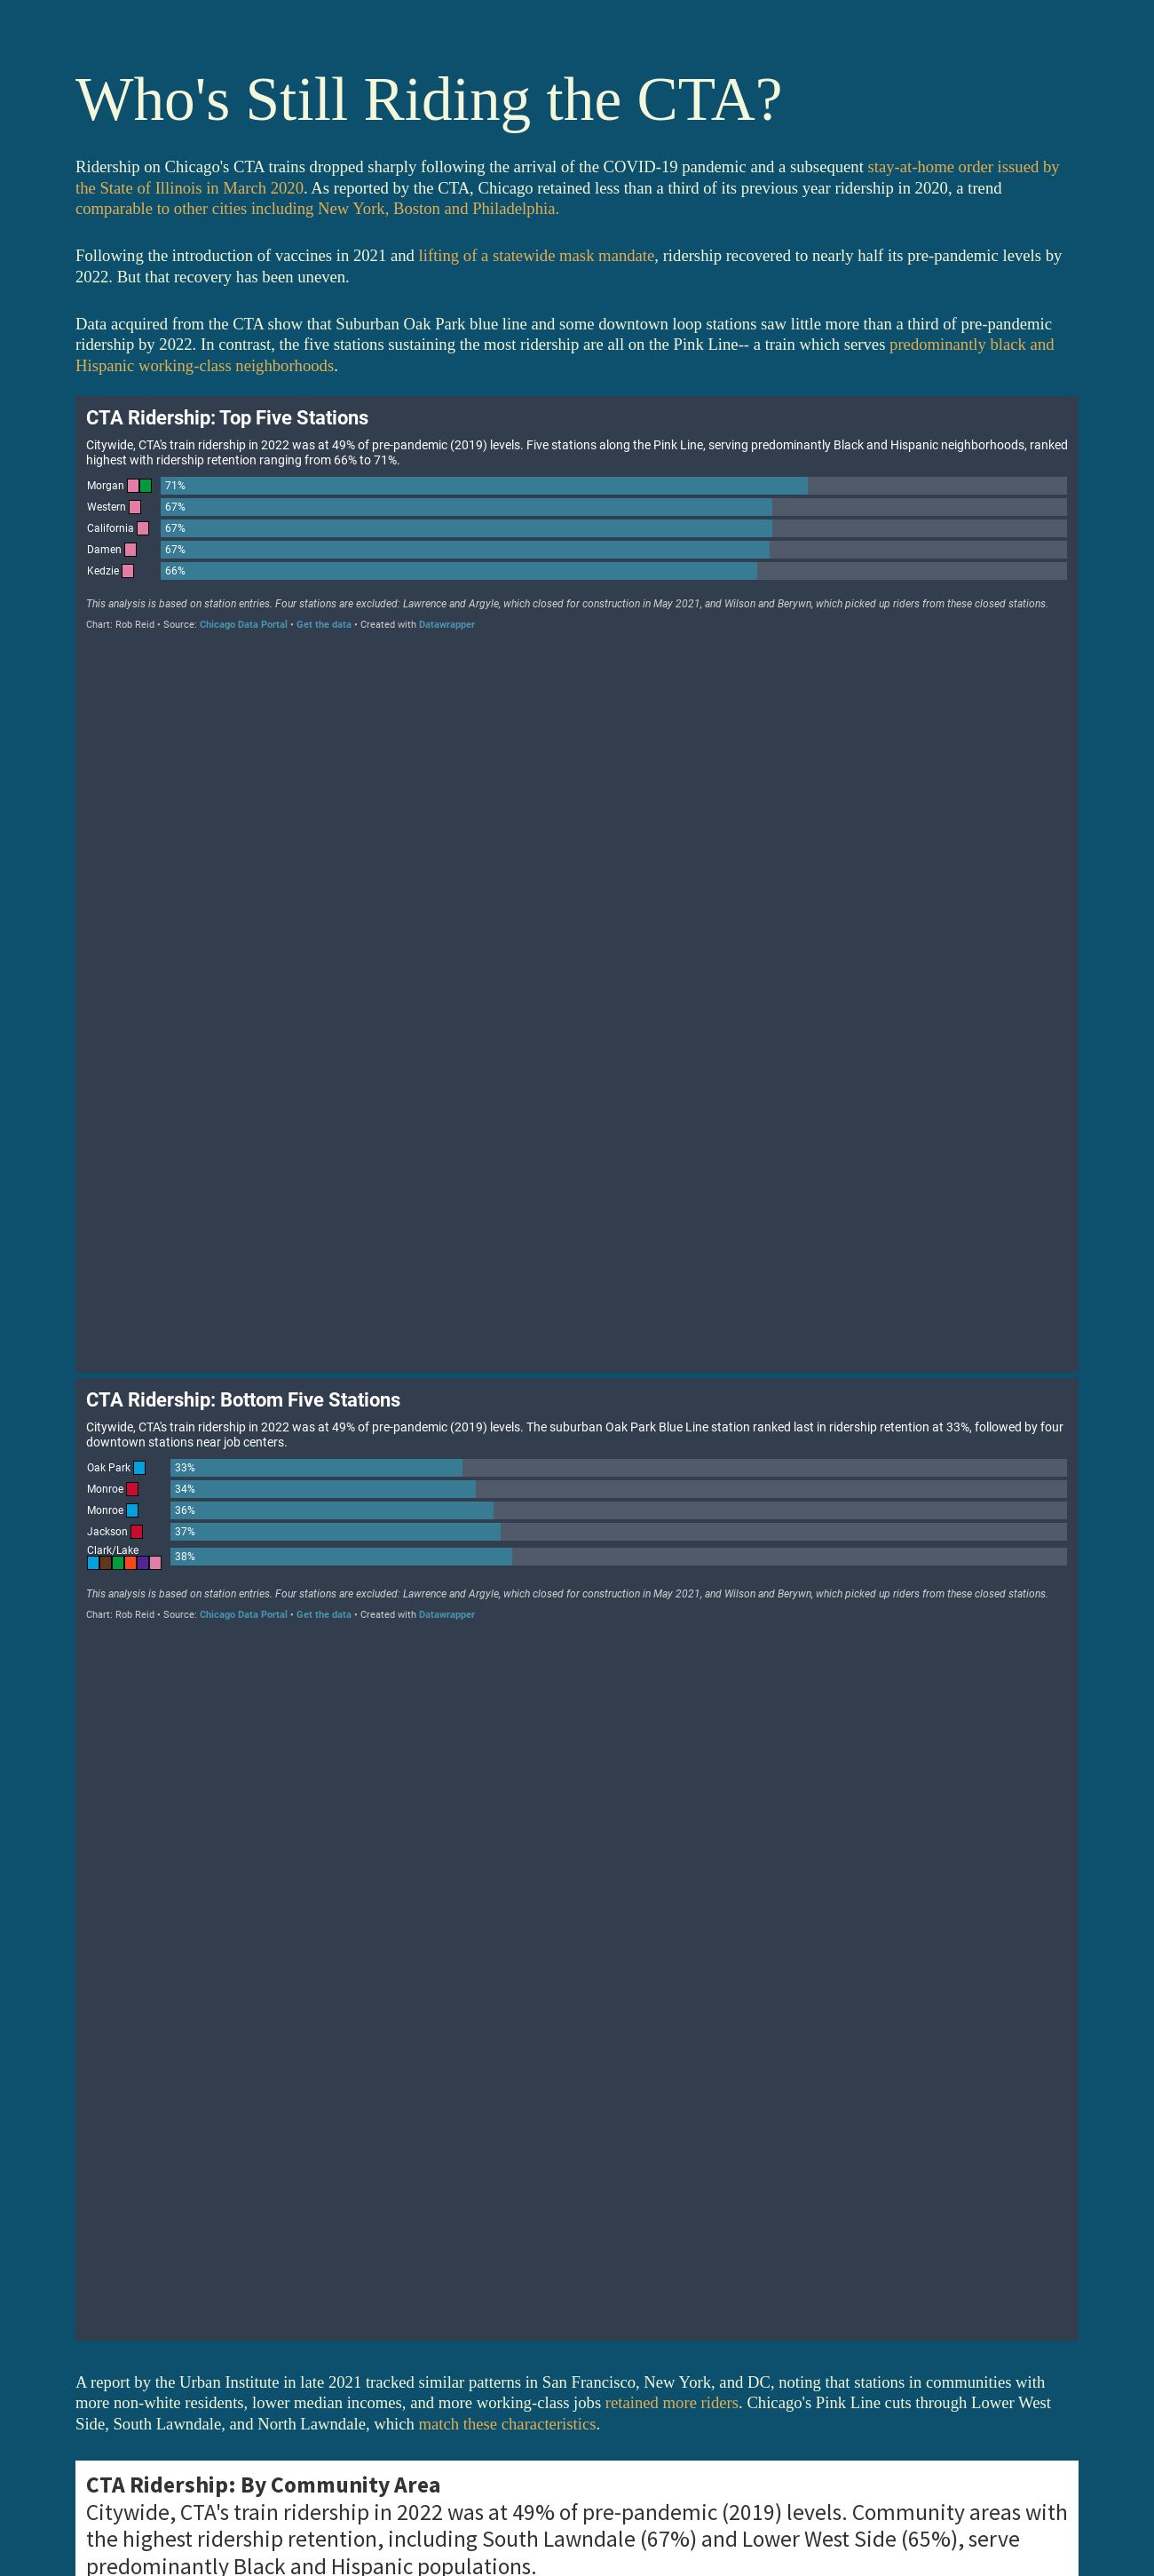 Who's Still Riding the CTA?
Ridership on Chicago's CTA trains dropped sharply following the arrival of the COVID-19 pandemic and a subsequent stay-at-home order issued by
the State of Illinois in March 2020. As reported by the CTA, Chicago retained less than a third of its previous year ridership in 2020, a trend
comparable to other cities including New York, Boston and Philadelphia.
Following the introduction of vaccines in 2021 and lifting of a statewide mask mandate, ridership recovered to nearly half its pre-pandemic levels by
2022. But that recovery has been uneven.
Data acquired from the CTA show that Suburban Oak Park blue line and some downtown loop stations saw little more than a third of pre-pandemic
ridership by 2022. In contrast, the five stations sustaining the most ridership are all on the Pink Line-- a train which serves predominantly black and
Hispanic working-class neighborhoods.
CTA Ridership: Top Five Stations
Citywide, CTA's train ridership in 2022 was at 49% of pre-pandemic (2019) levels. Five stations along the Pink Line, serving predominantly Black and Hispanic neighborhoods, ranked
highest with ridership retention ranging from 66% to 71%.
Morgan 71%
Western 67%
California 67%
Damen 67%
Kedzie 66%
This analysis is based on station entries. Four stations are excluded: Lawrence and Argyle, which closed for construction in May 2021, and Wilson and Berywn, which picked up riders from these closed stations.
Chart: Rob Reid • Source: Chicago Data Portal • Get the data • Created with Datawrapper
CTA Ridership: Bottom Five Stations
Citywide, CTA's train ridership in 2022 was at 49% of pre-pandemic (2019) levels. The suburban Oak Park Blue Line station ranked last in ridership retention at 33%, followed by four
downtown stations near job centers.
Oak Park 33%
Monroe 34%
Monroe 36%
Jackson 37%
Clark/Lake 38%
This analysis is based on station entries. Four stations are excluded: Lawrence and Argyle, which closed for construction in May 2021, and Wilson and Berywn, which picked up riders from these closed stations.
Chart: Rob Reid • Source: Chicago Data Portal • Get the data • Created with Datawrapper
A report by the Urban Institute in late 2021 tracked similar patterns in San Francisco, New York, and DC, noting that stations in communities with
more non-white residents, lower median incomes, and more working-class jobs retained more riders. Chicago's Pink Line cuts through Lower West
Side, South Lawndale, and North Lawndale, which match these characteristics.
CTA Ridership: By Community Area
Citywide, CTA's train ridership in 2022 was at 49% of pre-pandemic (2019) levels. Community areas with
the highest ridership retention, including South Lawndale (67%) and Lower West Side (65%), serve
predominantly Black and Hispanic populations.